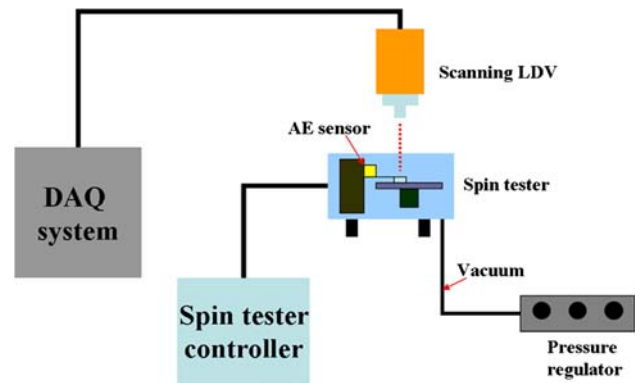 Scanning LDV
AE sensor
DAQ
system
Spin tester
Vacuum
Spin tester
controller
Pressure
regulator